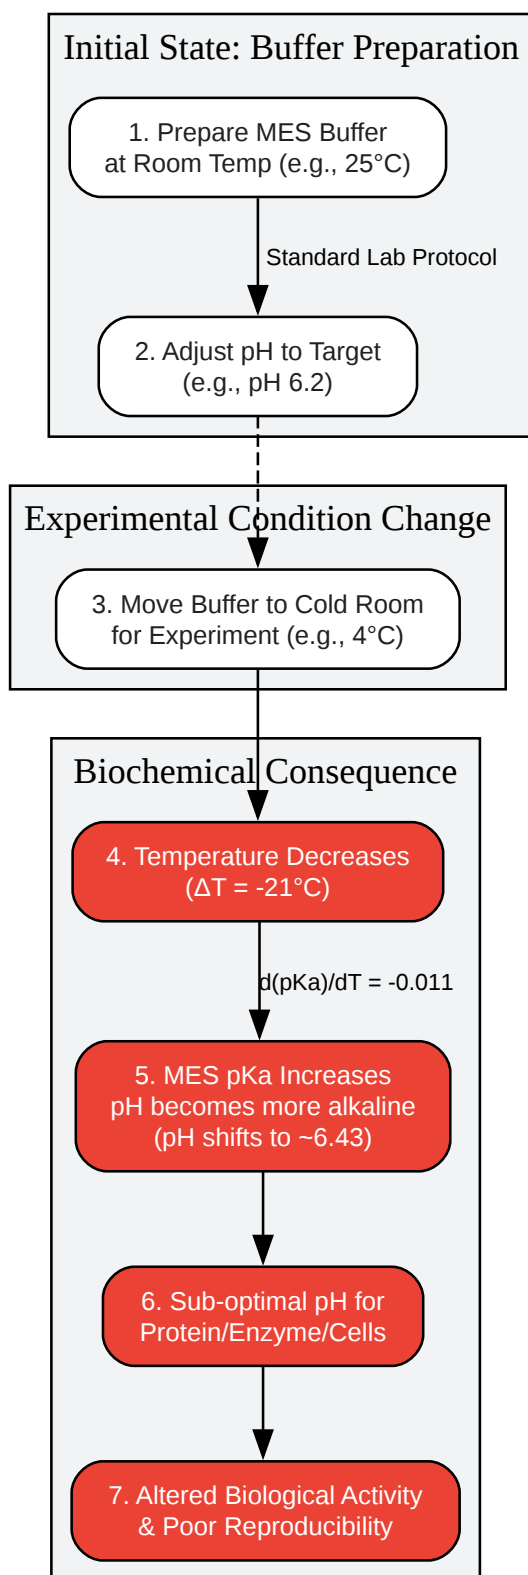 Initial State: Buffer Preparation
1. Prepare MES Buffer
at Room Temp (e.g., 25°C)
Standard Lab Protocol
2. Adjust pH to Target
(e.g., pH 6.2)
Experimental Condition Change
3. Move Buffer to Cold Room
for Experiment (e.g., 4°C)
Biochemical Consequence
4. Temperature Decreases
(ΔT = -21°C)
d(pKa)/dT = -0.011
5. MES pKa Increases
pH becomes more alkaline
(pH shifts to ~6.43)
6. Sub-optimal pH for
Protein/Enzyme/Cells
7. Altered Biological Activity
& Poor Reproducibility